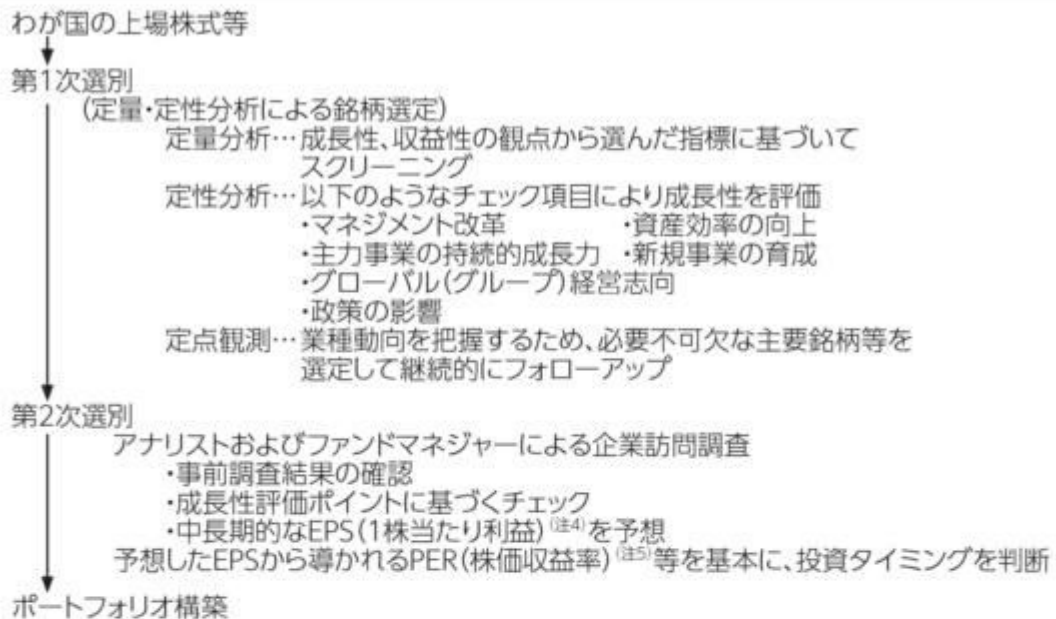 わが国の上場株式等
第1次選別
(定量・定性分析による銘柄選定)
定量分析…成長性、収益性の観点から選んだ指標に基づいて
スクリーニング
定性分析…以下のようなチェック項目により成長性を評価
・マネジメント改革 ・資産効率の向上
・主力事業の持続的成長力 ・新規事業の育成
・グローバル(グループ)経営志向
・政策の影響
定点観測…業種動向を把握するため、必要不可欠な主要銘柄等を
選定して継続的にフォローアップ
第2次選別
アナリストおよびファンドマネジャーによる企業訪問調査
・事前調査結果の確認
・成長性評価ポイントに基づくチェック
・中長期的なEPS(1株当たり利益)(注4)を予想
予想したEPSから導かれるPER(株価収益率)(注5)等を基本に、投資タイミングを判断
ポートフォリオ構築